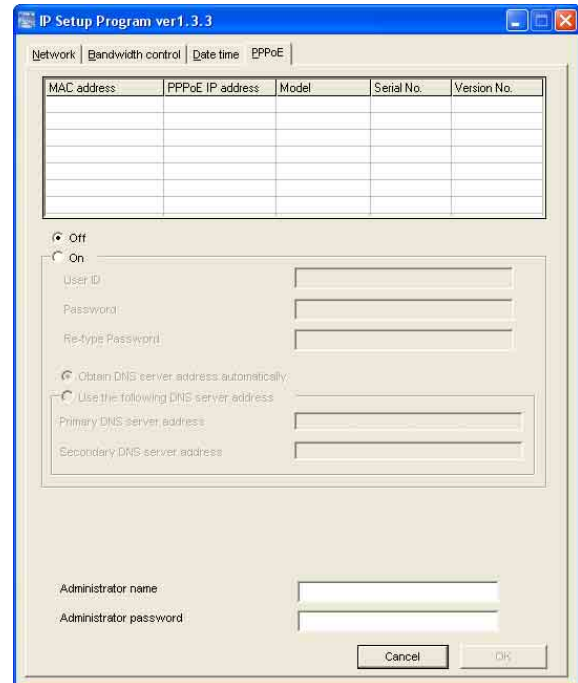 IP Setup Program ver1.3.3
Network Bandwidth control Date time PPPoE
MAC address PPPoE IP address Model Serial No. Version No.
Off
On
User ID
Password
Re-type Password
Obtain DNS server address automatically
Use the following DNS server address
Primary DNS server address
Secondary DNS server address
Administrator name
Administrator password
Cancel OK